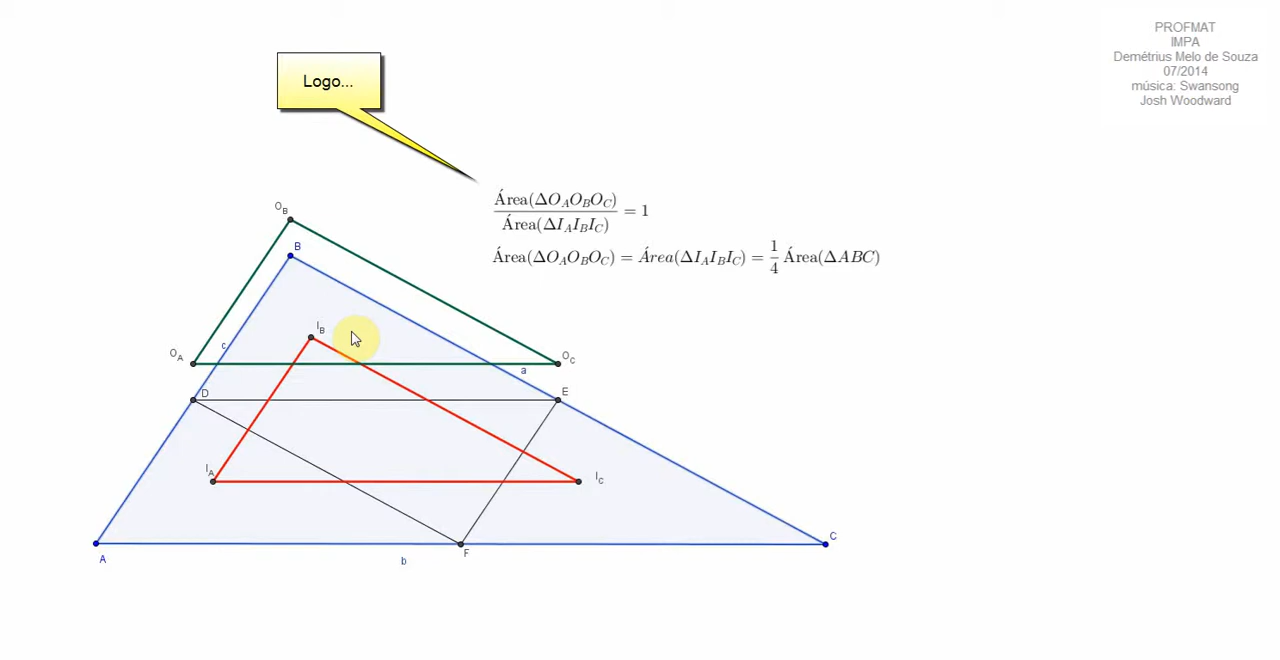 PROFMAT
IMPA
Demétrius Melo de Souza
07/2014
música: Swansong
Josh Woodward
Logo...
Área(ΔO_AO_BO_C)
Área(ΔI_AI_BI_C)
= 1
Área(ΔO_AO_BO_C) = Área(ΔI_AI_BI_C) = 1/4 Área(ΔABC)
O_B
B
I_B
O_A
c
O_C
a
D
E
I_A
I_C
C
A
b
F